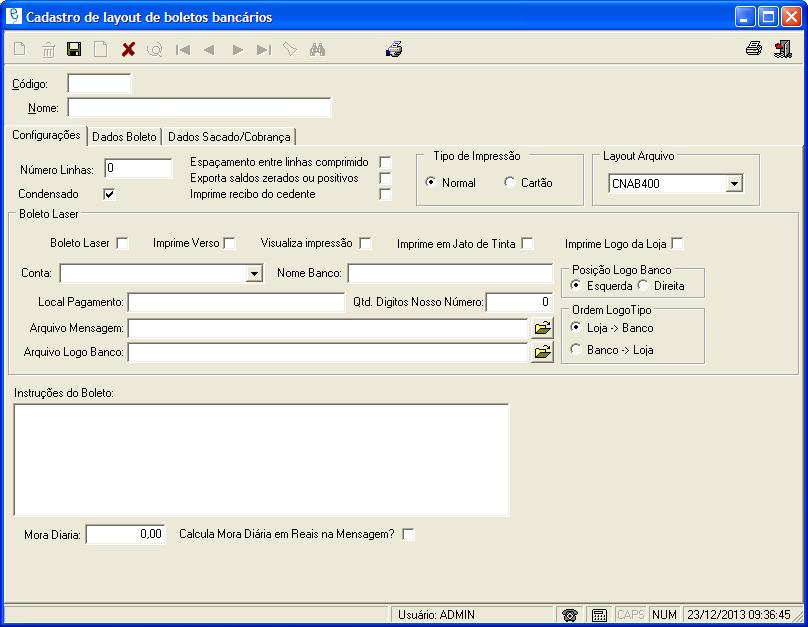 Cadastro de layout de boletos bancários
Código:
Nome:
Configurações Dados Boleto Dados Sacado/Cobrança
Número Linhas: 0
Condensado
Espaçamento entre linhas comprimido
Exporta saldos zerados ou positivos
Imprime recibo do cedente
Tipo de Impressão
Normal Cartão
Layout Arquivo
CNAB400
Boleto Laser
Boleto Laser Imprime Verso Visualiza impressão Imprime em Jato de Tinta Imprime Logo da Loja
Conta: Nome Banco:
Posição Logo Banco
Esquerda Direita
Local Pagamento: Qtd. Digitos Nosso Número: 0
Ordem LogoTipo
Loja -> Banco
Banco -> Loja
Arquivo Mensagem:
Arquivo Logo Banco:
Instruções do Boleto:
Mora Diaria: 0,00 Calcula Mora Diária em Reais na Mensagem?
Usuário: ADMIN CAPS NUM 23/12/2013 09:36:45